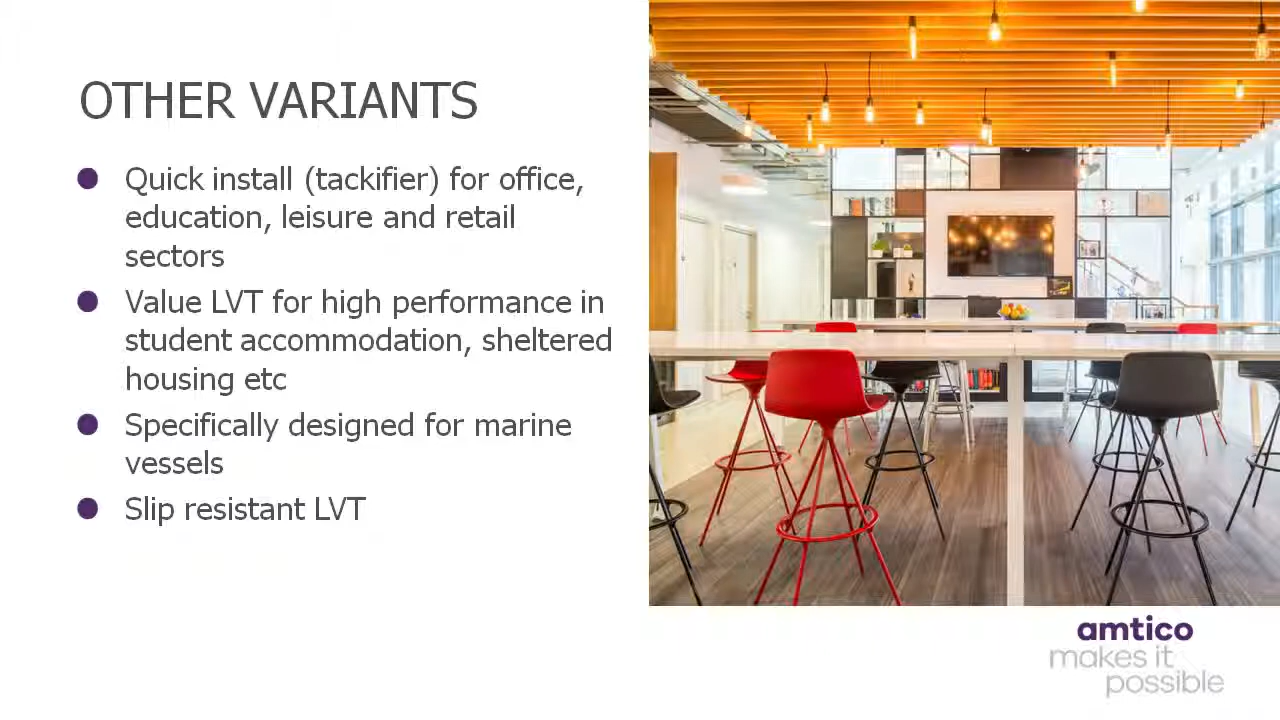 OTHER VARIANTS
Quick install (tackifier) for office,
education, leisure and retail
sectors
Value LVT for high performance in
student accommodation, sheltered
housing etc
Specifically designed for marine
vessels
Slip resistant LVT
amtico
makes it
possible